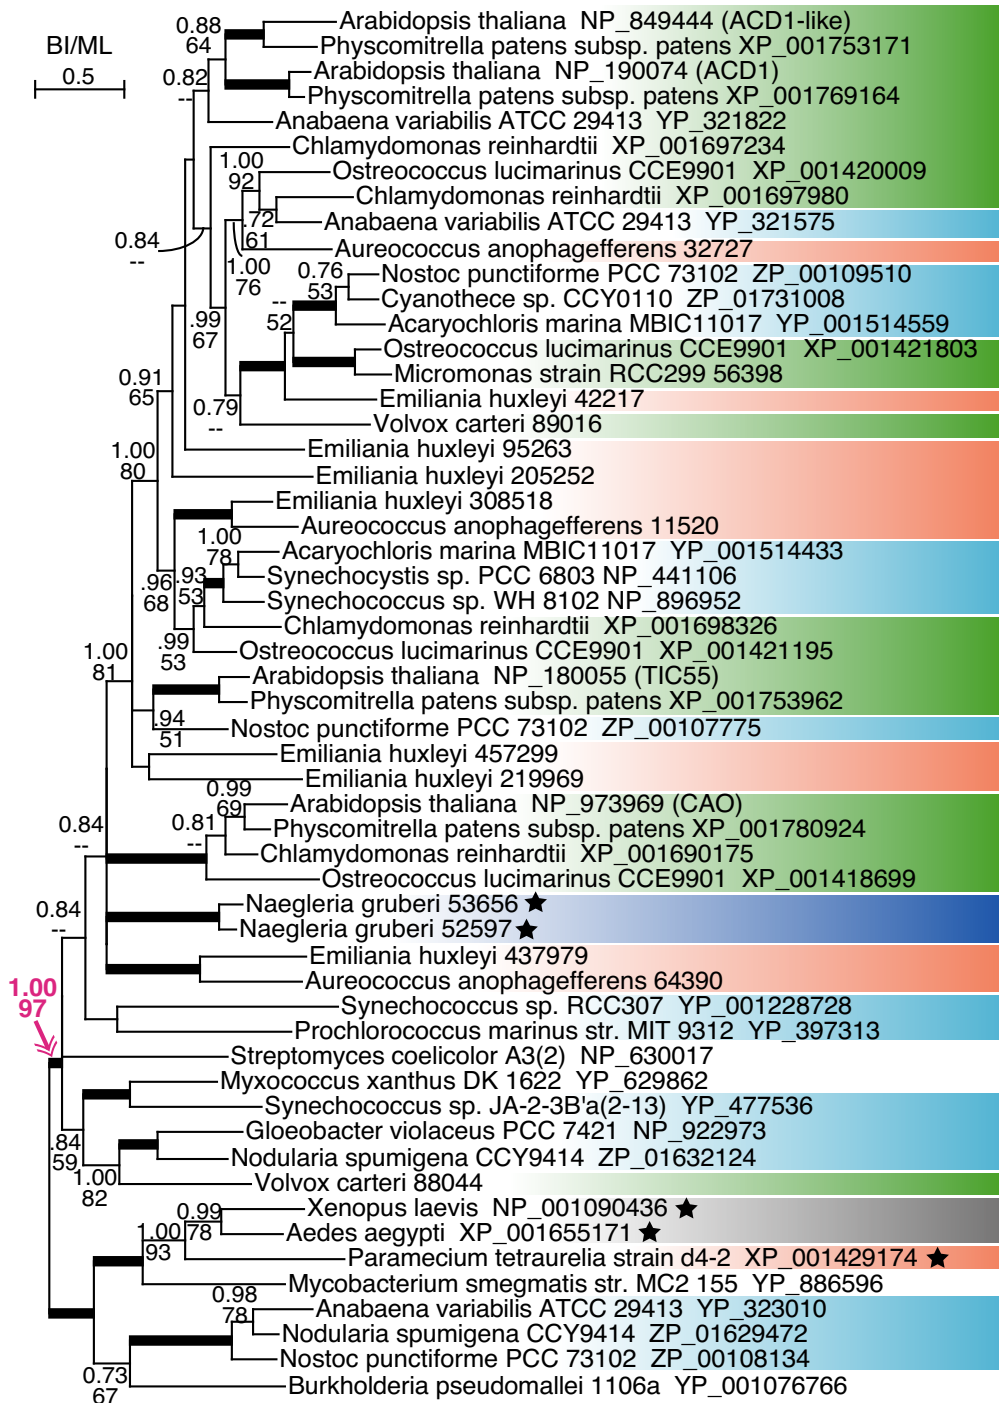 BI/ML
0.5
0.88
64
Arabidopsis thaliana NP_849444 (ACD1-like)
Physcomitrella patens subsp. patens XP_001753171
0.82
--
Arabidopsis thaliana NP_190074 (ACD1)
Physcomitrella patens subsp. patens XP_001769164
Anabaena variabilis ATCC 29413 YP_321822
Chlamydomonas reinhardtii XP_001697234
1.00
92
Ostreococcus lucimarinus CCE9901 XP_001420009
Chlamydomonas reinhardtii XP_001697980
.72
61
Anabaena variabilis ATCC 29413 YP_321575
0.84
--
Aureococcus anophagefferens 32727
1.00
76
0.76
53
Nostoc punctiforme PCC 73102 ZP_00109510
Cyanothece sp. CCY0110 ZP_01731008
--
52
Acaryochloris marina MBIC11017 YP_001514559
.99
67
Ostreococcus lucimarinus CCE9901 XP_001421803
Micromonas strain RCC299 56398
0.91
65
Emiliania huxleyi 42217
0.79
--
Volvox carteri 89016
1.00
80
Emiliania huxleyi 95263
Emiliania huxleyi 205252
Emiliania huxleyi 308518
Aureococcus anophagefferens 11520
1.00
78
Acaryochloris marina MBIC11017 YP_001514433
.96
68
.93
53
Synechocystis sp. PCC 6803 NP_441106
Synechococcus sp. WH 8102 NP_896952
Chlamydomonas reinhardtii XP_001698326
.99
53
Ostreococcus lucimarinus CCE9901 XP_001421195
1.00
81
Arabidopsis thaliana NP_180055 (TIC55)
Physcomitrella patens subsp. patens XP_001753962
.94
51
Nostoc punctiforme PCC 73102 ZP_00107775
Emiliania huxleyi 457299
Emiliania huxleyi 219969
0.99
69
Arabidopsis thaliana NP_973969 (CAO)
0.84
--
0.81
--
Physcomitrella patens subsp. patens XP_001780924
Chlamydomonas reinhardtii XP_001690175
Ostreococcus lucimarinus CCE9901 XP_001418699
0.84
--
Naegleria gruberi 53656 ★
Naegleria gruberi 52597 ★
Emiliania huxleyi 437979
Aureococcus anophagefferens 64390
1.00
97
Synechococcus sp. RCC307 YP_001228728
Prochlorococcus marinus str. MIT 9312 YP_397313
Streptomyces coelicolor A3(2) NP_630017
Myxococcus xanthus DK 1622 YP_629862
Synechococcus sp. JA-2-3B'a(2-13) YP_477536
.84
59
Gloeobacter violaceus PCC 7421 NP_922973
Nodularia spumigena CCY9414 ZP_01632124
1.00
82
Volvox carteri 88044
0.99
78
Xenopus laevis NP_001090436 ★
1.00
93
Aedes aegypti XP_001655171 ★
Paramecium tetraurelia strain d4-2 XP_001429174 ★
Mycobacterium smegmatis str. MC2 155 YP_886596
0.98
78
Anabaena variabilis ATCC 29413 YP_323010
Nodularia spumigena CCY9414 ZP_01629472
Nostoc punctiforme PCC 73102 ZP_00108134
0.73
67
Burkholderia pseudomallei 1106a YP_001076766